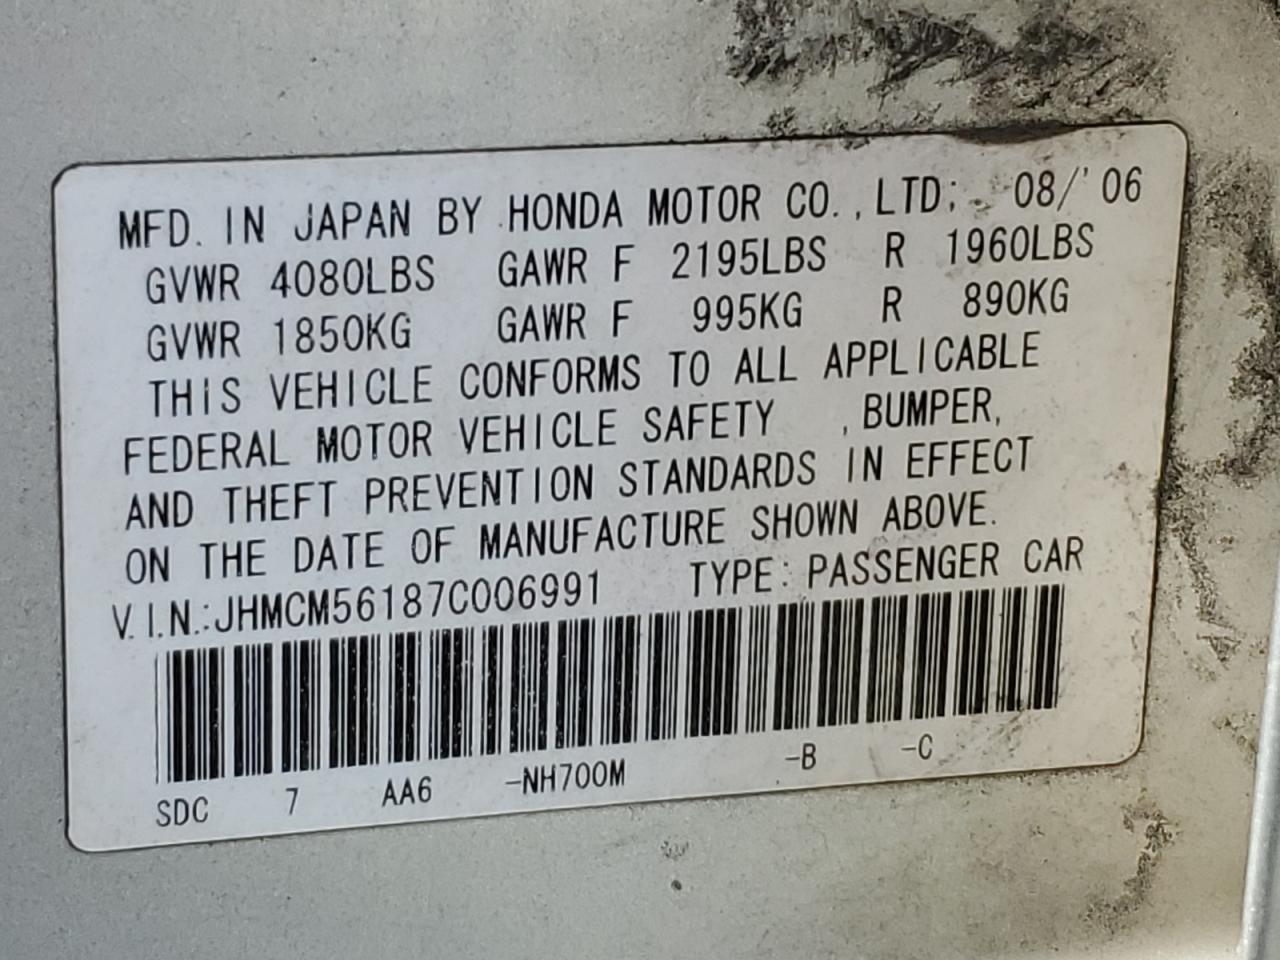 MFD. IN JAPAN BY HONDA MOTOR CO., LTD; 08/'06
GVWR 4080LBS GAWR F 2195LBS R 1960LBS
GVWR 1850KG GAWR F 995KG R 890KG
THIS VEHICLE CONFORMS TO ALL APPLICABLE
FEDERAL MOTOR VEHICLE SAFETY , BUMPER,
AND THEFT PREVENTION STANDARDS IN EFFECT
ON THE DATE OF MANUFACTURE SHOWN ABOVE.
V.I.N.:JHMCM56187C006991 TYPE: PASSENGER CAR
SDC 7 AA6 -NH700M -B -C